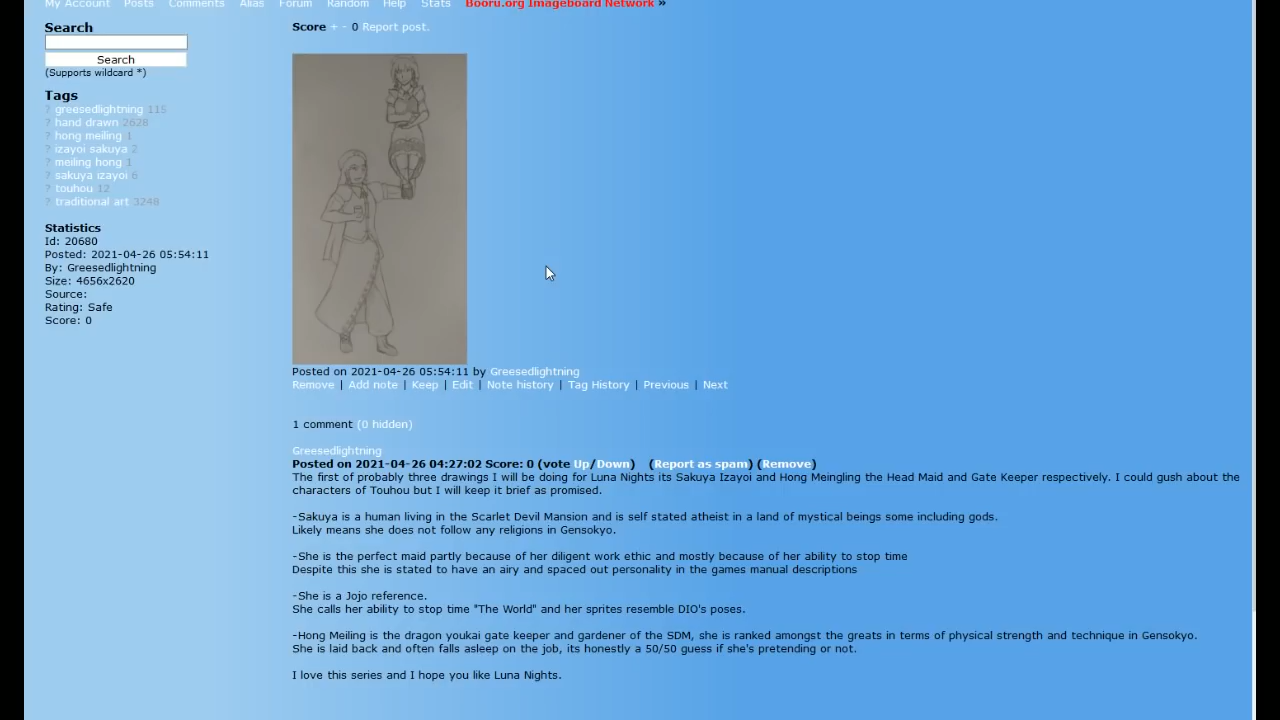 My Account Posts Comments Alias Forum Random Help Stats Booru.org Imageboard Network »
Search
Search
(Supports wildcard *)
Tags
? greesedlightning 115
? hand drawn 2628
? hong meiling 1
? izayoi sakuya 2
? meiling hong 1
? sakuya izayoi 6
? touhou 12
? traditional art 3248
Statistics
Id: 20680
Posted: 2021-04-26 05:54:11
By: Greesedlightning
Size: 4656x2620
Source:
Rating: Safe
Score: 0
Score + - 0 Report post.
Posted on 2021-04-26 05:54:11 by Greesedlightning
Remove | Add note | Keep | Edit | Note history | Tag History | Previous | Next
1 comment (0 hidden)
Greesedlightning
Posted on 2021-04-26 04:27:02 Score: 0 (vote Up/Down) (Report as spam) (Remove)
The first of probably three drawings I will be doing for Luna Nights its Sakuya Izayoi and Hong Meingling the Head Maid and Gate Keeper respectively. I could gush about the
characters of Touhou but I will keep it brief as promised.
-Sakuya is a human living in the Scarlet Devil Mansion and is self stated atheist in a land of mystical beings some including gods.
Likely means she does not follow any religions in Gensokyo.
-She is the perfect maid partly because of her diligent work ethic and mostly because of her ability to stop time
Despite this she is stated to have an airy and spaced out personality in the games manual descriptions
-She is a Jojo reference.
She calls her ability to stop time "The World" and her sprites resemble DIO's poses.
-Hong Meiling is the dragon youkai gate keeper and gardener of the SDM, she is ranked amongst the greats in terms of physical strength and technique in Gensokyo.
She is laid back and often falls asleep on the job, its honestly a 50/50 guess if she's pretending or not.
I love this series and I hope you like Luna Nights.